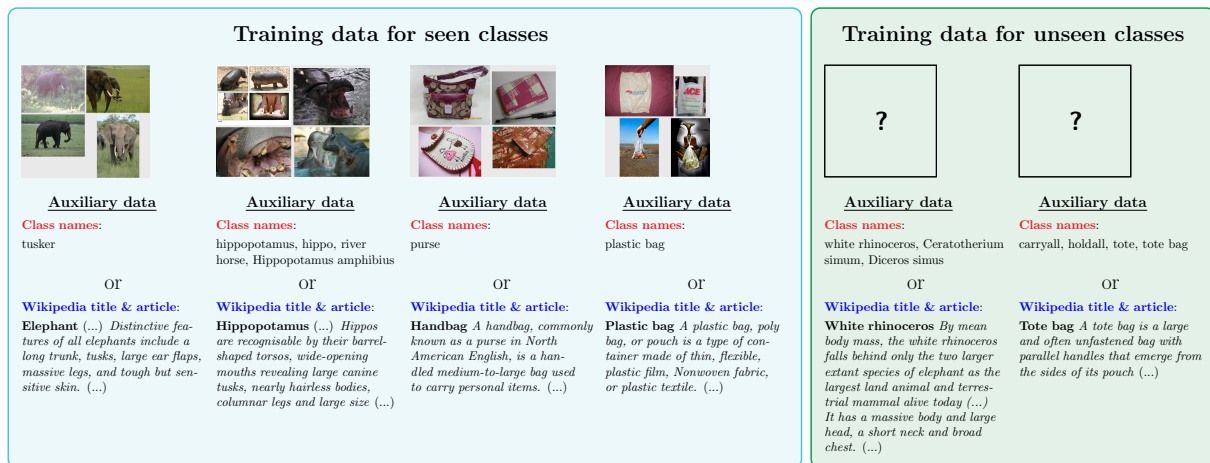 Training data for seen classes
Auxiliary data
Class names:
tusker
or
Wikipedia title & article:
Elephant (...) Distinctive fea-
tures of all elephants include a
long trunk, tusks, large ear flaps,
massive legs, and tough but sen-
sitive skin. (...)
Auxiliary data
Class names:
hippopotamus, hippo, river
horse, Hippopotamus amphibius
or
Wikipedia title & article:
Hippopotamus (...) Hippos
are recognisable by their barrel-
shaped torsos, wide-opening
mouths revealing large canine
tusks, nearly hairless bodies,
columnar legs and large size (...)
Auxiliary data
Class names:
purse
or
Wikipedia title & article:
Handbag A handbag, commonly
known as a purse in North
American English, is a han-
dled medium-to-large bag used
to carry personal items. (...)
ACE
Auxiliary data
Class names:
plastic bag
or
Wikipedia title & article:
Plastic bag A plastic bag, poly
bag, or pouch is a type of con-
tainer made of thin, flexible,
plastic film, Nonwoven fabric,
or plastic textile. (...)
Training data for unseen classes
?
Auxiliary data
Class names:
white rhinoceros, Ceratotherium
simum, Diceros simus
or
Wikipedia title & article:
White rhinoceros By mean
body mass, the white rhinoceros
falls behind only the two larger
extant species of elephant as the
largest land animal and terres-
trial mammal alive today (...)
It has a massive body and large
head, a short neck and broad
chest. (...)
?
Auxiliary data
Class names:
carryall, holdall, tote, tote bag
or
Wikipedia title & article:
Tote bag A tote bag is a large
and often unfastened bag with
parallel handles that emerge from
the sides of its pouch (...)